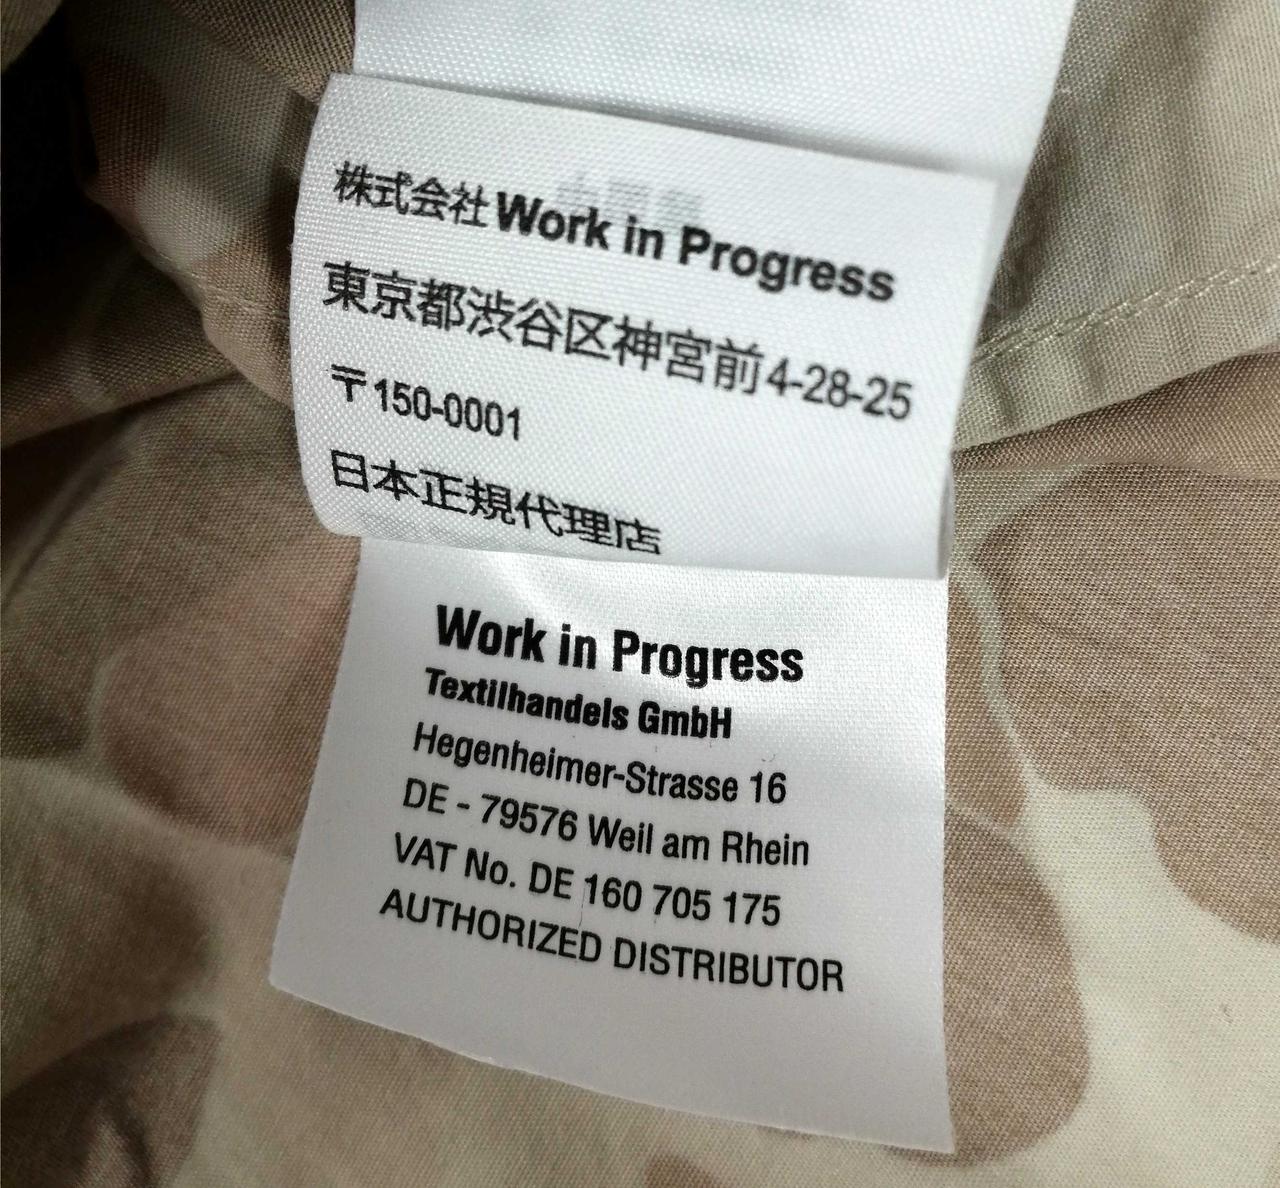 株式会社Work in Progress
東京都渋谷区神宮前4-28-25
〒150-0001
日本正規代理店
Work in Progress
Textilhandels GmbH
Hegenheimer-Strasse 16
DE - 79576 Weil am Rhein
VAT No. DE 160 705 175
AUTHORIZED DISTRIBUTOR